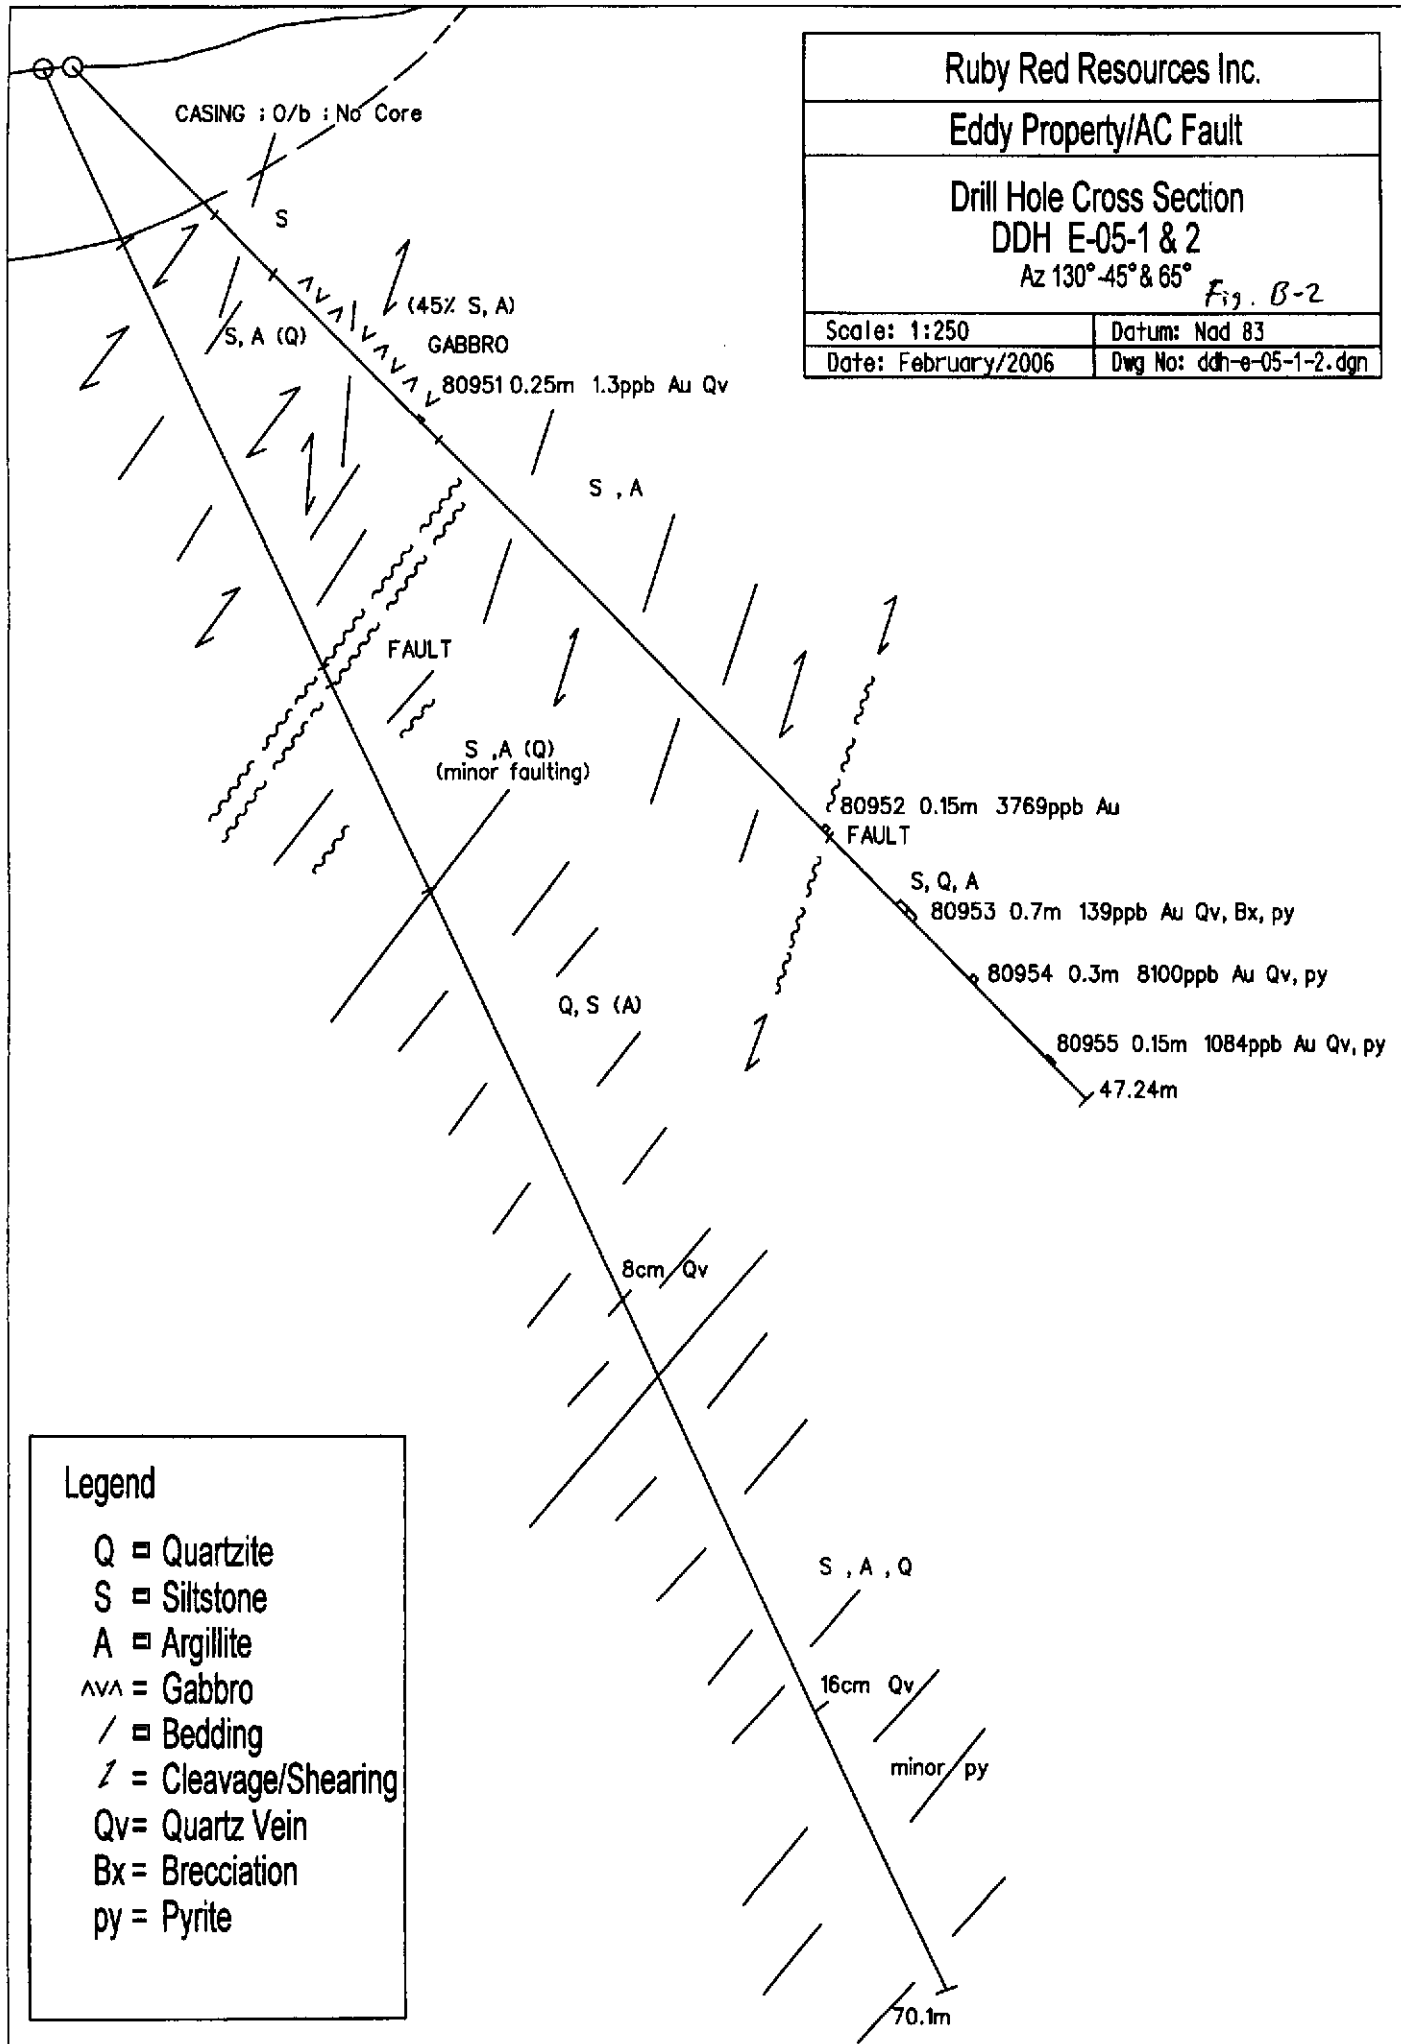 Ruby Red Resources Inc.
Eddy Property/AC Fault
Drill Hole Cross Section
DDH E-05-1 & 2
Az 130° -45° & 65°
Fig. B-2
Scale: 1:250
Datum: Nad 83
Date: February/2006
Dwg No: ddh-e-05-1-2.dgn
CASING : O/b : No Core
S
(45% S, A)
S, A (Q)
GABBRO
80951 0.25m 1.3ppb Au Qv
S , A
FAULT
S ,A (Q)
(minor faulting)
80952 0.15m 3769ppb Au
FAULT
S, Q, A
80953 0.7m 139ppb Au Qv, Bx, py
80954 0.3m 8100ppb Au Qv, py
Q, S (A)
80955 0.15m 1084ppb Au Qv, py
47.24m
8cm Qv
S , A , Q
16cm Qv
minor py
70.1m
Legend
Q = Quartzite
S = Siltstone
A = Argillite
= Gabbro
/ = Bedding
= Cleavage/Shearing
Qv= Quartz Vein
Bx = Brecciation
py = Pyrite